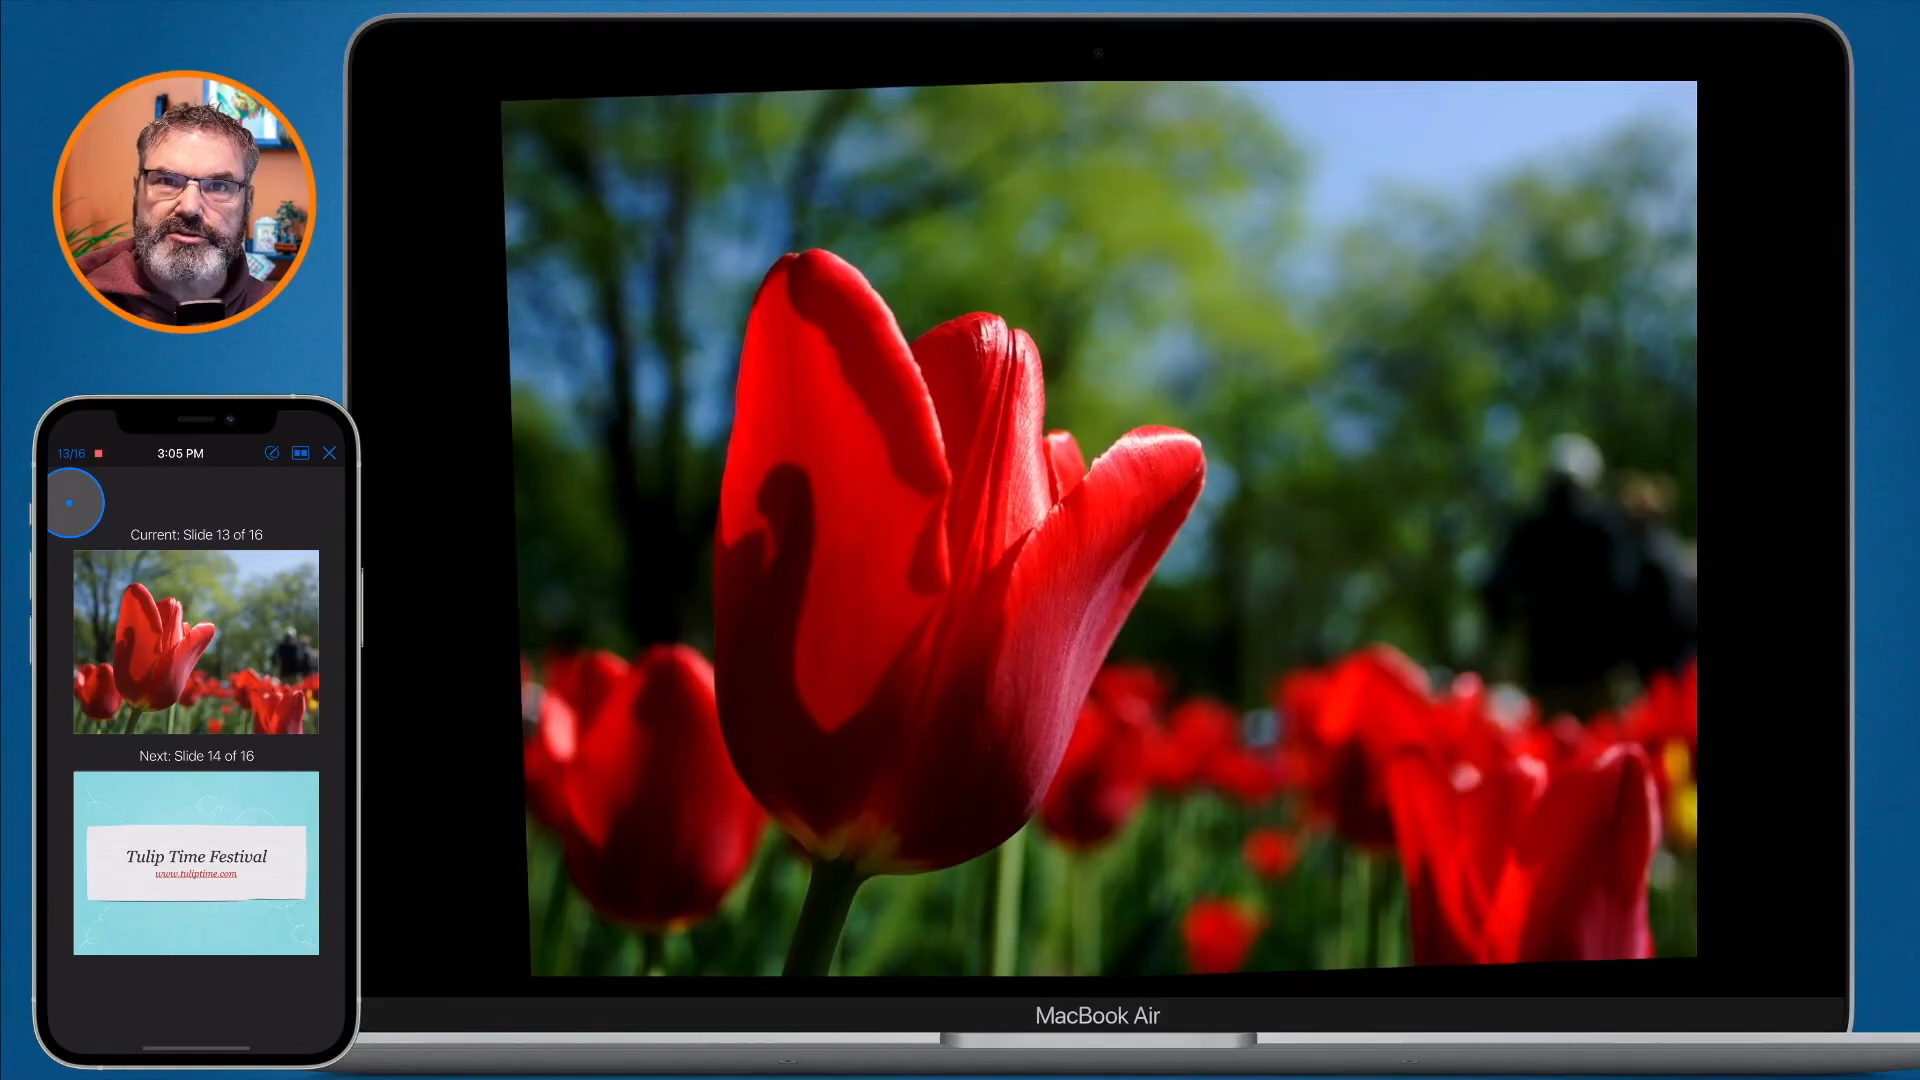 13/16
3:05 PM
Current: Slide 13 of 16
Next: Slide 14 of 16
Tulip Time Festival
www.tuliptime.com
MacBook Air